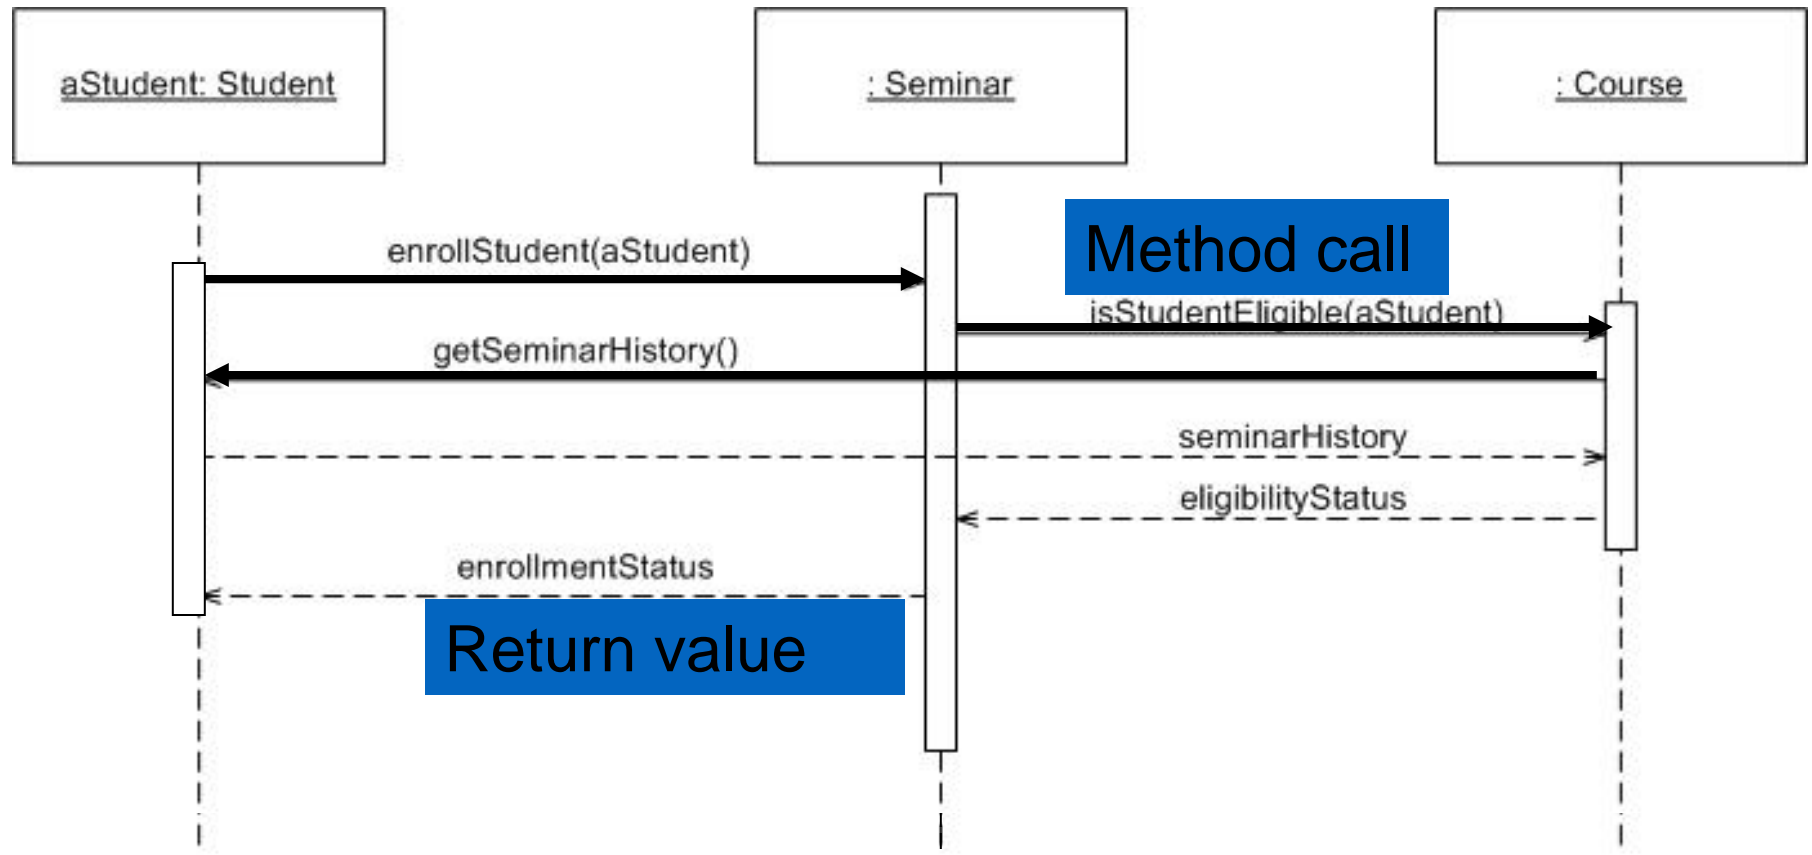 aStudent: Student
: Seminar
: Course
enrollStudent(aStudent)
Method call
isStudentEligible(aStudent)
getSeminarHistory()
seminarHistory
eligibilityStatus
enrollmentStatus
Return value